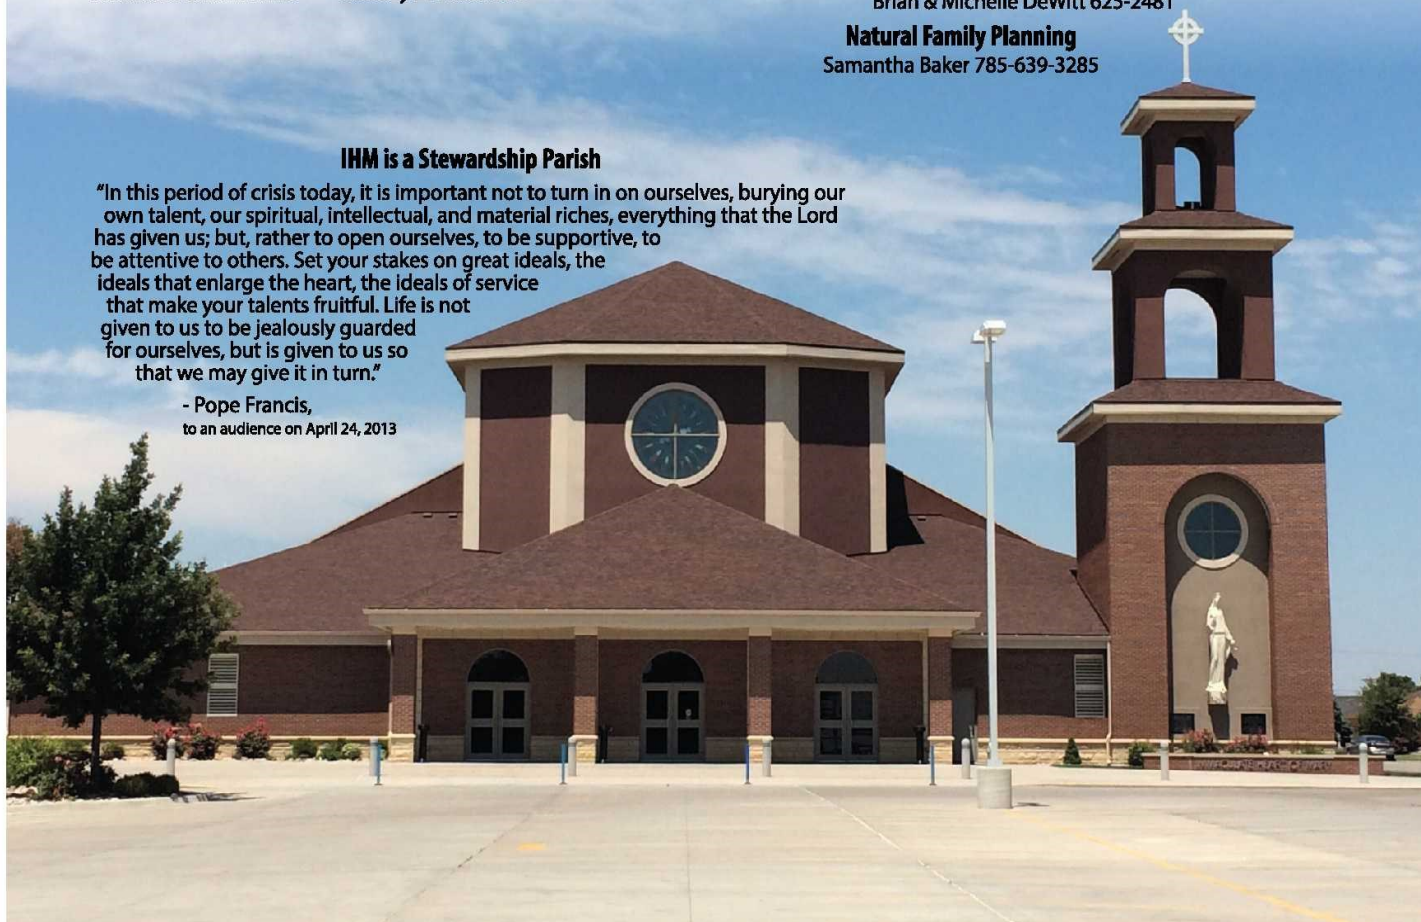 Brian & Michelle DeWitt 625-2481
Natural Family Planning
Samantha Baker 785-639-3285
IHM is a Stewardship Parish
“In this period of crisis today, it is important not to turn in on ourselves, burying our
own talent, our spiritual, intellectual, and material riches, everything that the Lord
has given us; but, rather to open ourselves, to be supportive, to
be attentive to others. Set your stakes on great ideals, the
ideals that enlarge the heart, the ideals of service
that make your talents fruitful. Life is not
given to us to be jealously guarded
for ourselves, but is given to us so
that we may give it in turn.”
- Pope Francis,
to an audience on April 24, 2013